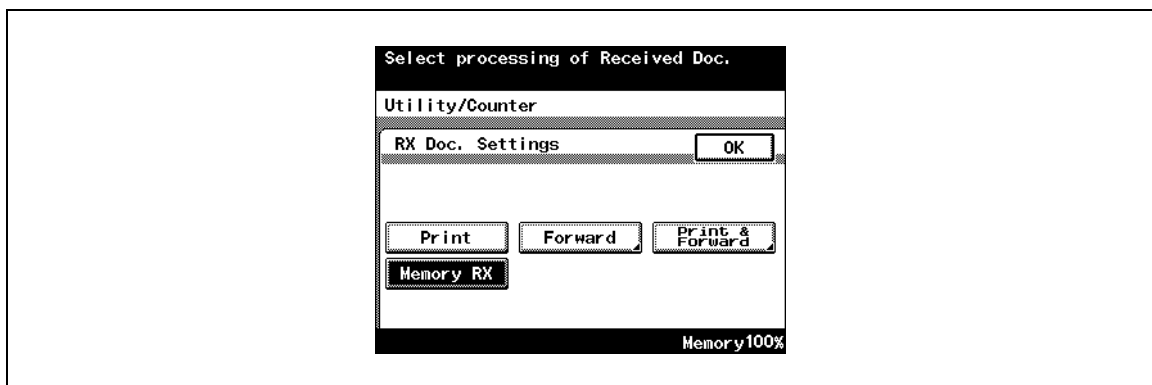 Select processing of Received Doc.
Utility/Counter
RX Doc. Settings
OK
Print
Forward
Print &
Forward
Memory RX
Memory100%